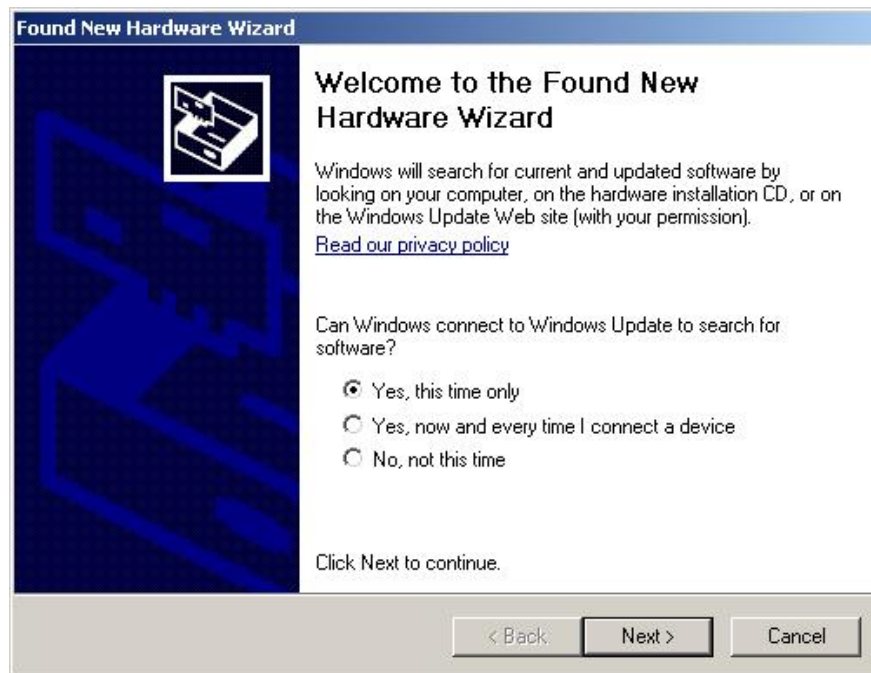 Found New Hardware Wizard
Welcome to the Found New
Hardware Wizard
Windows will search for current and updated software by
looking on your computer, on the hardware installation CD, or on
the Windows Update Web site (with your permission).
Read our privacy policy
Can Windows connect to Windows Update to search for
software?
Yes, this time only
Yes, now and every time I connect a device
No, not this time
Click Next to continue.
< Back
Next >
Cancel